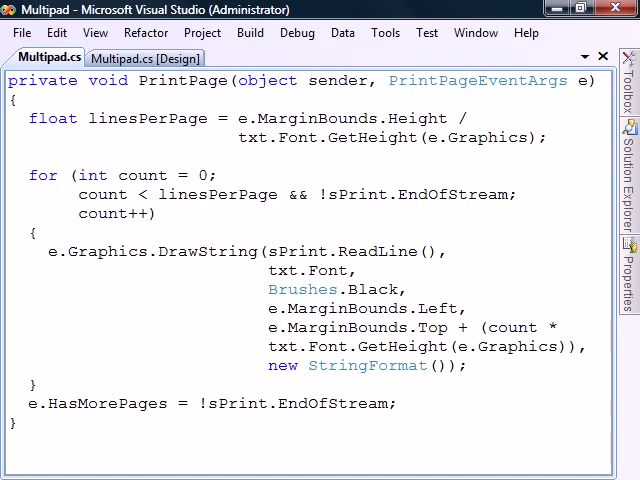 Multipad - Microsoft Visual Studio (Administrator)
File Edit View Refactor Project Build Debug Data Tools Test Window Help
Multipad.cs Multipad.cs [Design]
private void PrintPage(object sender, PrintPageEventArgs e)
{
float linesPerPage = e.MarginBounds.Height /
txt.Font.GetHeight(e.Graphics);
for (int count = 0;
count < linesPerPage && !sPrint.EndOfStream;
count++)
{
e.Graphics.DrawString(sPrint.ReadLine(),
txt.Font,
Brushes.Black,
e.MarginBounds.Left,
e.MarginBounds.Top + (count *
txt.Font.GetHeight(e.Graphics)),
new StringFormat());
}
e.HasMorePages = !sPrint.EndOfStream;
}
Toolbox
Solution Explorer
Properties